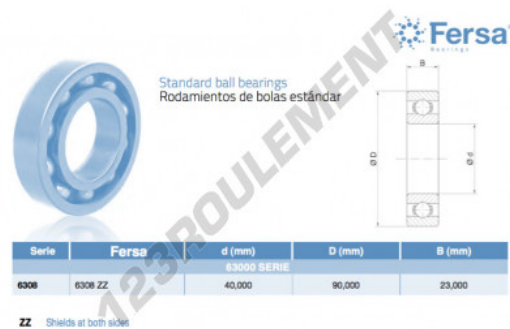 Fersa
Bearings
Standard ball bearings
Rodamientos de bolas estándar
B
Ø D
Ø d
123ROULEMENT
Serie Fersa d (mm) D (mm) B (mm)
63000 SERIE
6308 6308 ZZ 40,000 90,000 23,000
ZZ Shields at both sides